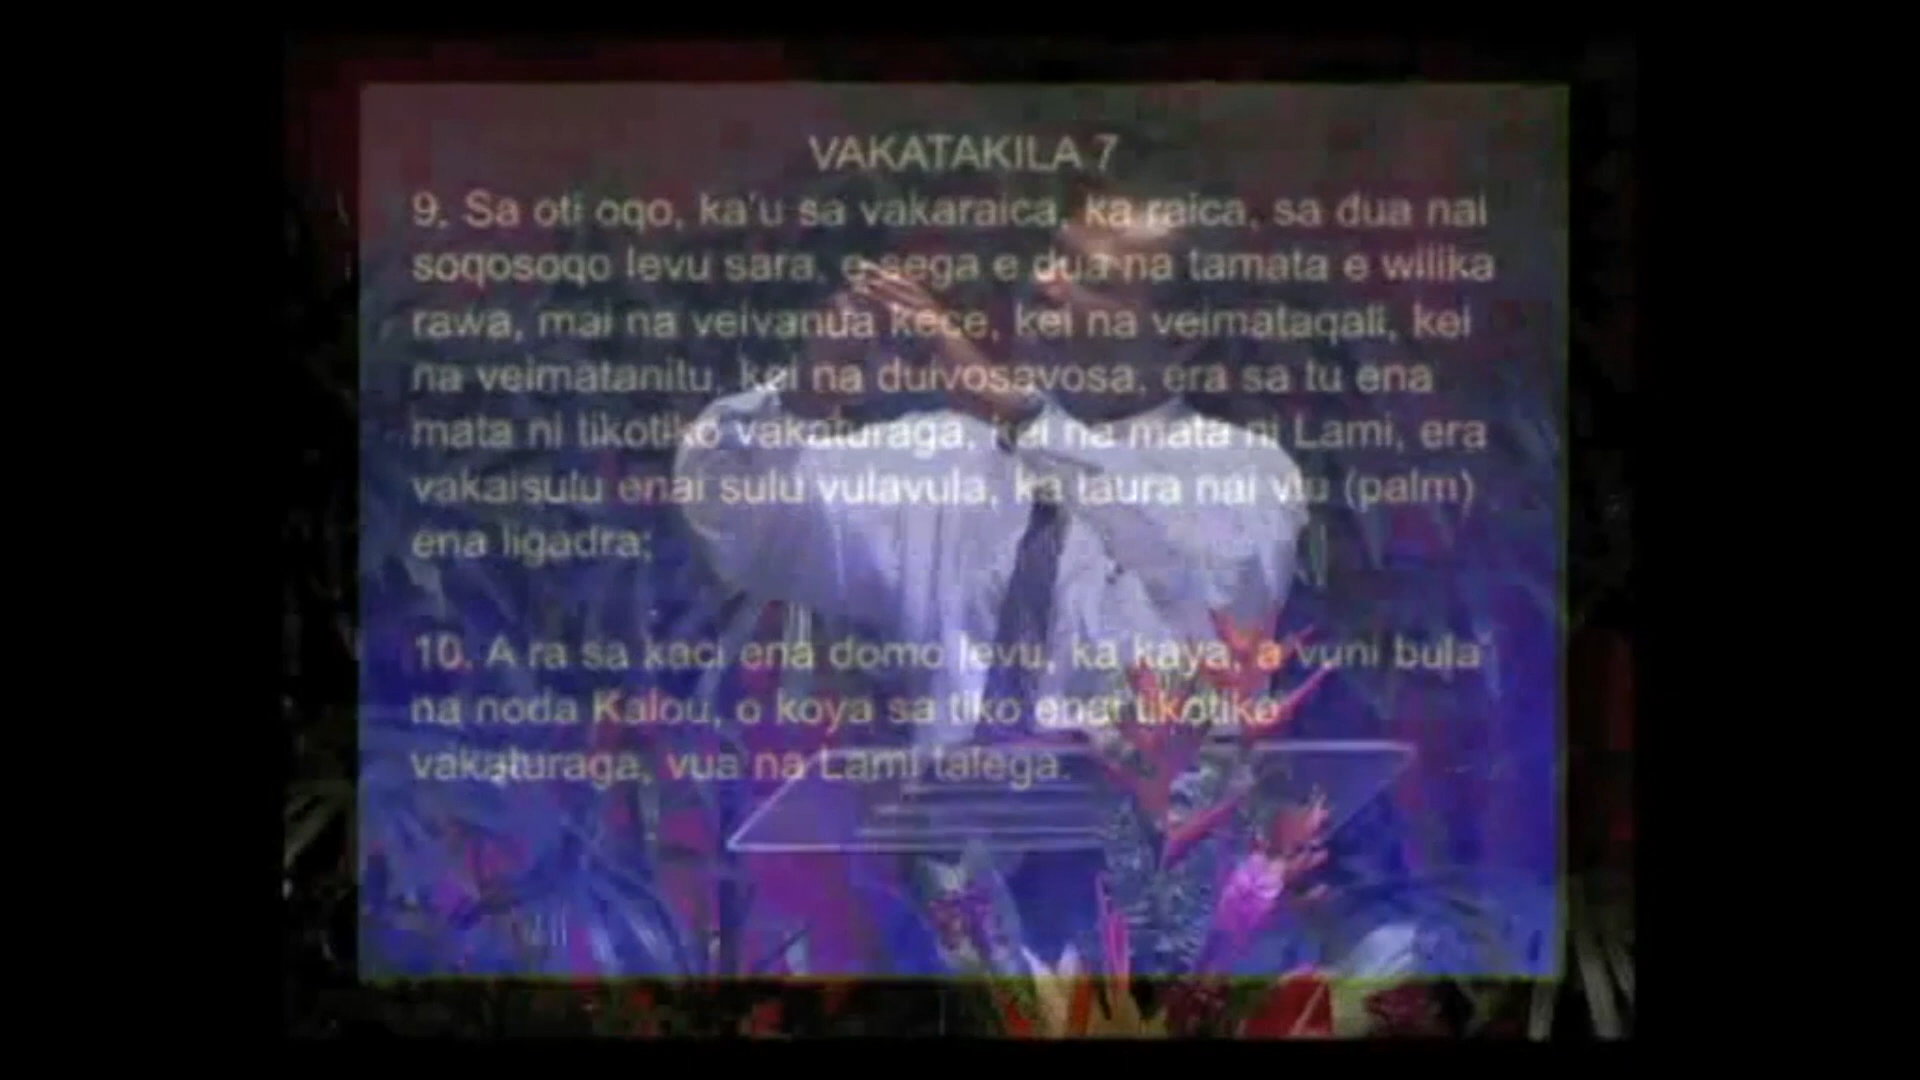 VAKATAKILA 7
9. Sa oti oqo, ka'u sa vakaraica, ka raica, sa dua nai
soqosoqo levu sara, e sega e dua na tamata e wilika
rawa, mai na veivanua kece, kei na veimataqali, kei
na veimatanitu, kei na duivosavosa, era sa tu ena
mata ni tikotiko vakaturaga, kei na mata ni Lami, era
vakaisulu enai sulu vulavula, ka taura nai viu (palm)
ena ligadra;
10. A ra sa kaci ena domo levu, ka kaya, a vuni bula
na noda Kalou, o koya sa tiko enai tikotiko
vakaturaga, vua na Lami talega.